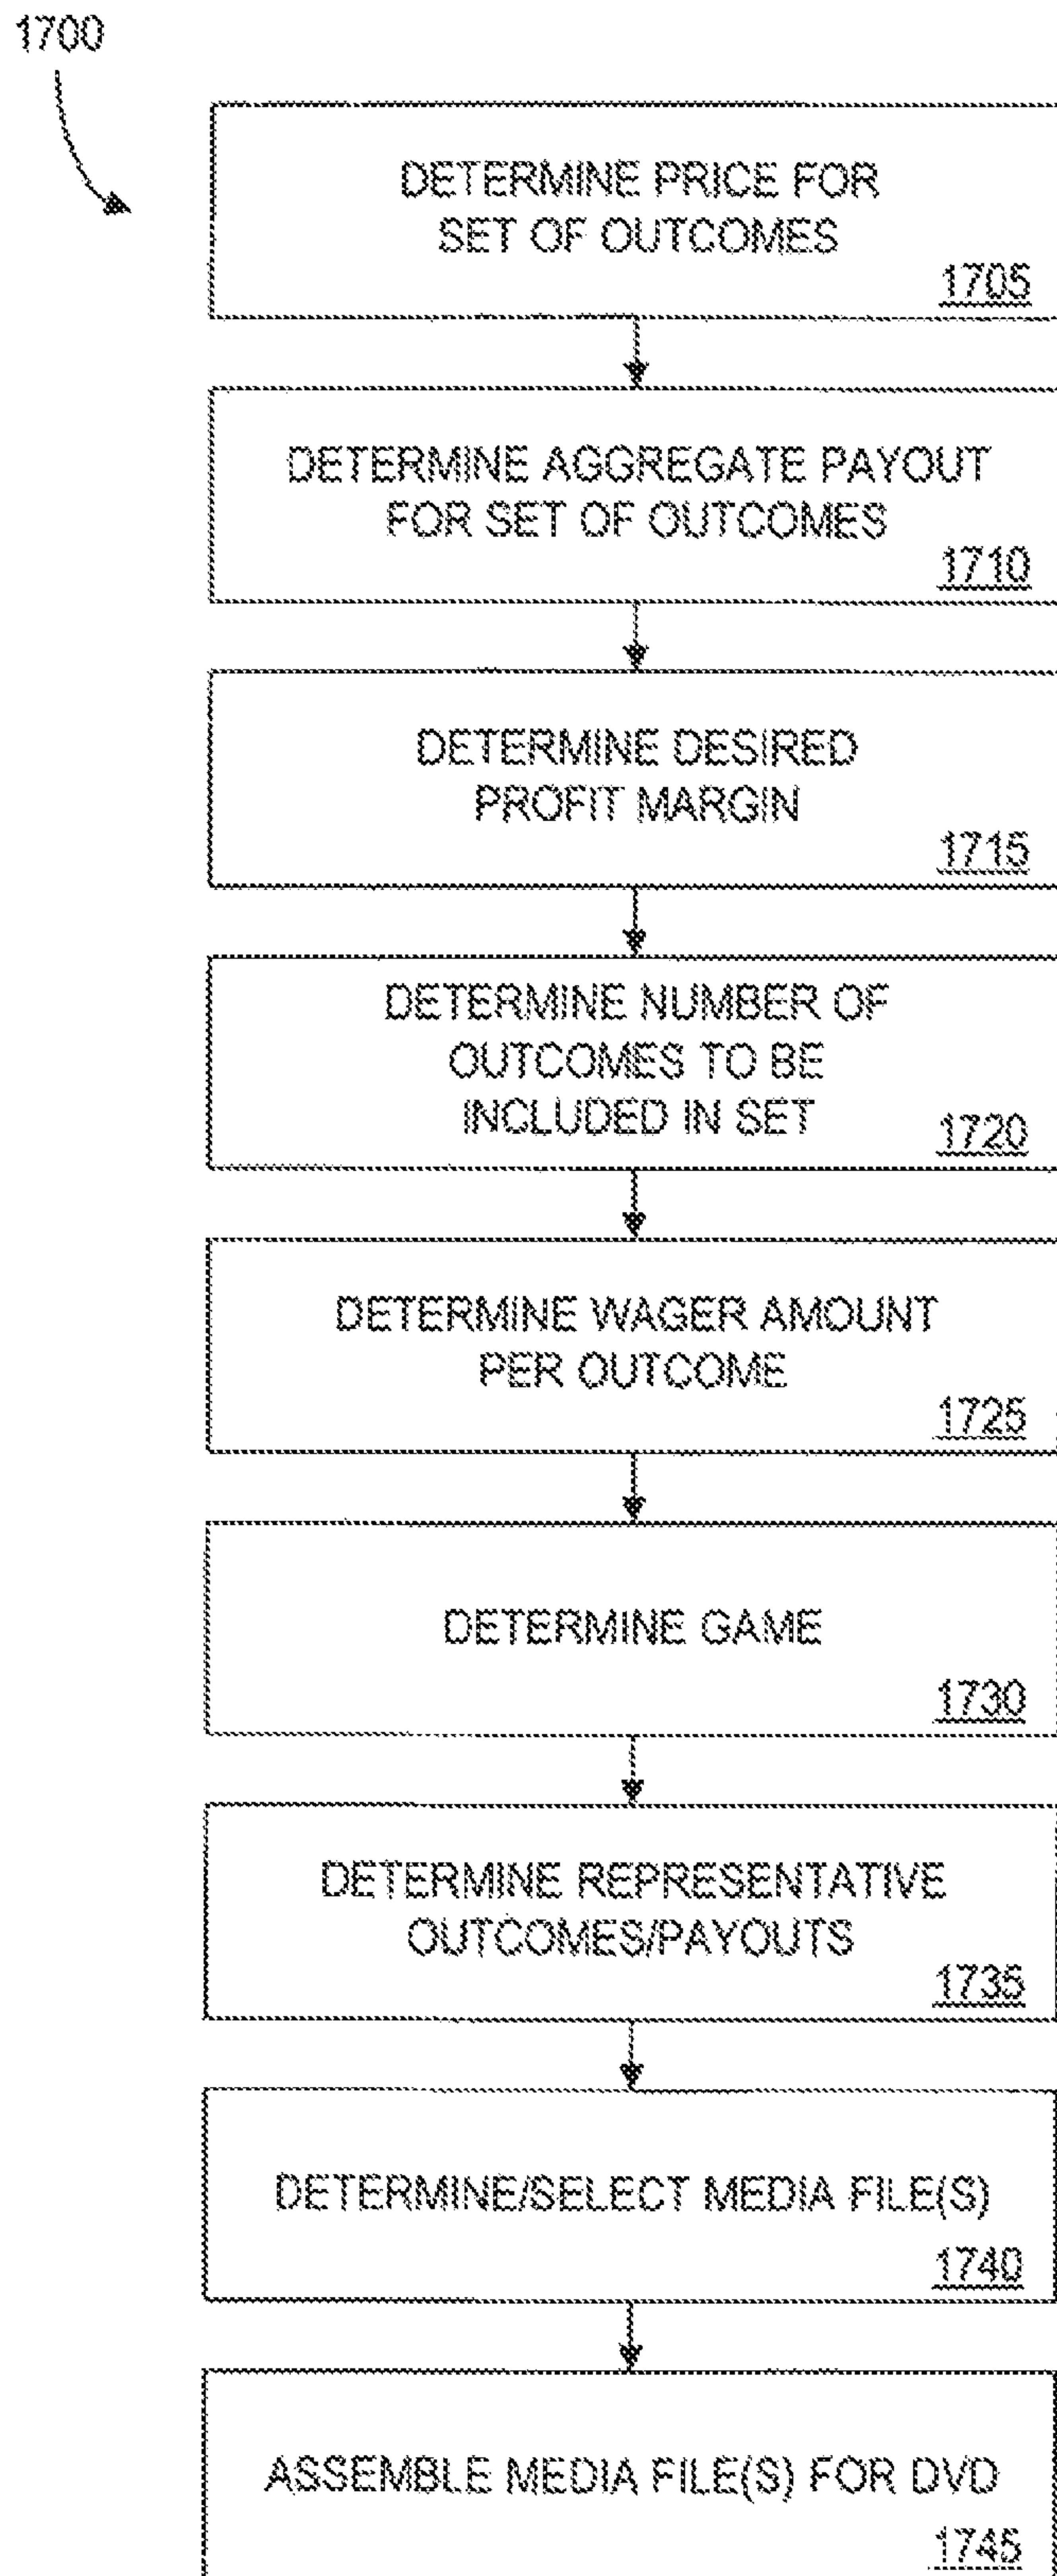 1700
DETERMINE PRICE FOR
SET OF OUTCOMES
1705
DETERMINE AGGREGATE PAYOUT
FOR SET OF OUTCOMES
1710
DETERMINE DESIRED
PROFIT MARGIN
1715
DETERMINE NUMBER OF
OUTCOMES TO BE
INCLUDED IN SET
1720
DETERMINE WAGER AMOUNT
PER OUTCOME
1725
DETERMINE GAME
1730
DETERMINE REPRESENTATIVE
OUTCOMES/PAYOUTS
1735
DETERMINE/SELECT MEDIA FILE(S)
1740
ASSEMBLE MEDIA FILE(S) FOR DVD
1745